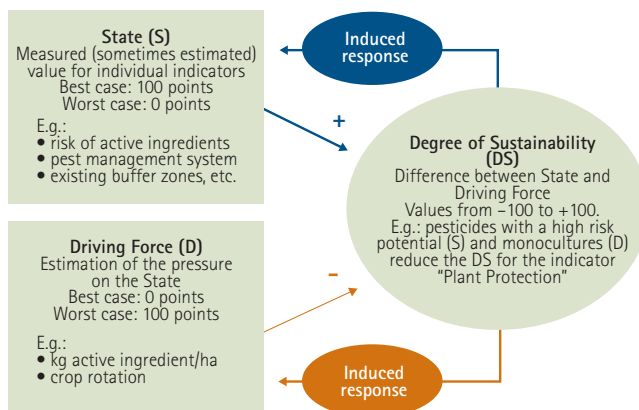 State (S)
Measured (sometimes estimated)
value for individual indicators
Best case: 100 points
Worst case: 0 points
E.g.:
• risk of active ingredients
• pest management system
• existing buffer zones, etc.
Induced
response
+
Degree of Sustainability
(DS)
Difference between State and
Driving Force
Values from –100 to +100.
E.g.: pesticides with a high risk
potential (S) and monocultures (D)
reduce the DS for the indicator
“Plant Protection”
Driving Force (D)
Estimation of the pressure
on the State
Best case: 0 points
Worst case: 100 points
E.g.:
• kg active ingredient/ha
• crop rotation
–
Induced
response